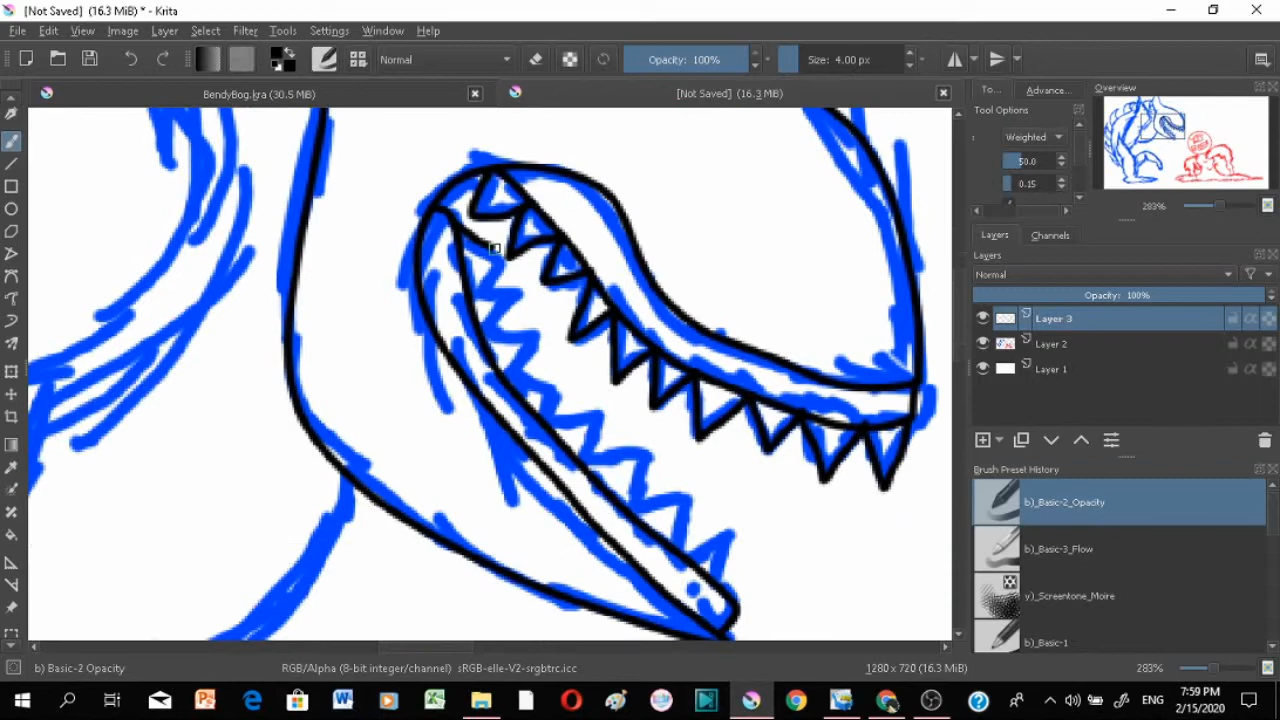 [Not Saved] (16.3 MiB) * - Krita
File Edit View Image Layer Select Filter Tools Settings Window Help
Normal Opacity: 100% Size: 4.00 px
BendyBog.kra (30.5 MiB) [Not Saved] (16.3 MiB)
To... Advance... Overview
Tool Options
Weighted
50.0
0.15
283%
Layers Channels
Layers
Normal
Opacity: 100%
Layer 3
Layer 2
Layer 1
Brush Preset History
b)_Basic-2_Opacity
b)_Basic-3_Flow
y)_Screentone_Moire
b)_Basic-1
b) Basic-2 Opacity RGB/Alpha (8-bit integer/channel) sRGB-elle-V2-srgbtrc.icc 1280 x 720 (16.3 MiB) 283%
ENG 7:59 PM
2/15/2020